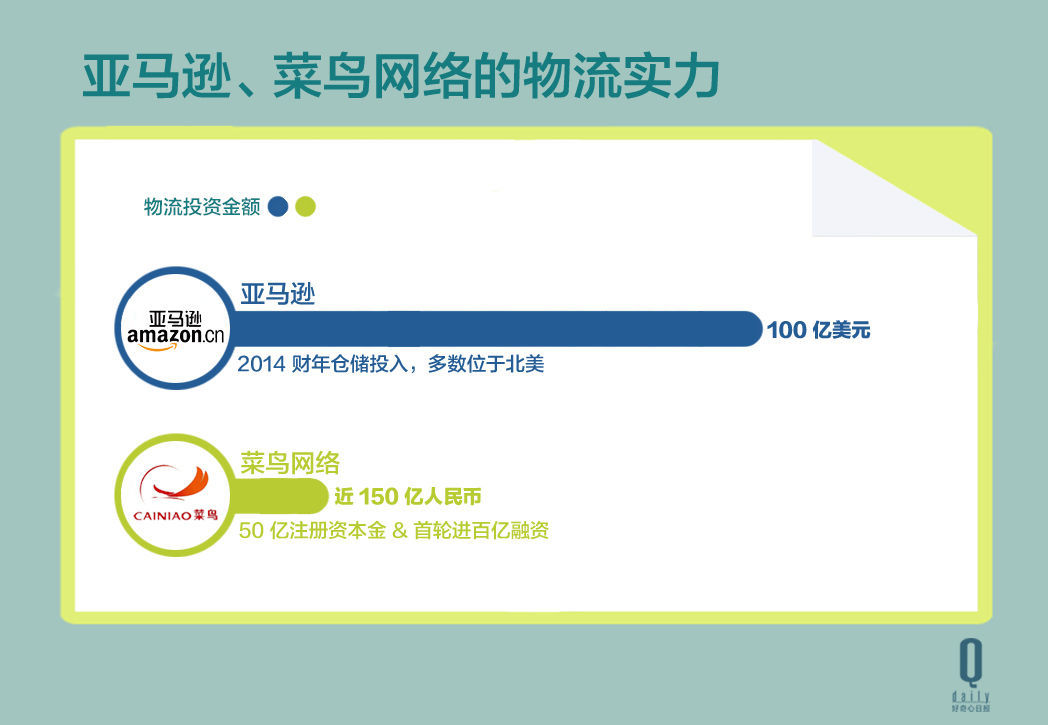 亚马逊、菜鸟网络的物流实力
物流投资金额
亚马逊
亚马逊
amazon.cn
100 亿美元
2014 财年仓储投入，多数位于北美
菜鸟网络
CAINIAO 菜鸟
近 150 亿人民币
50 亿注册资本金 & 首轮进百亿融资
Q
daily
好奇心日报